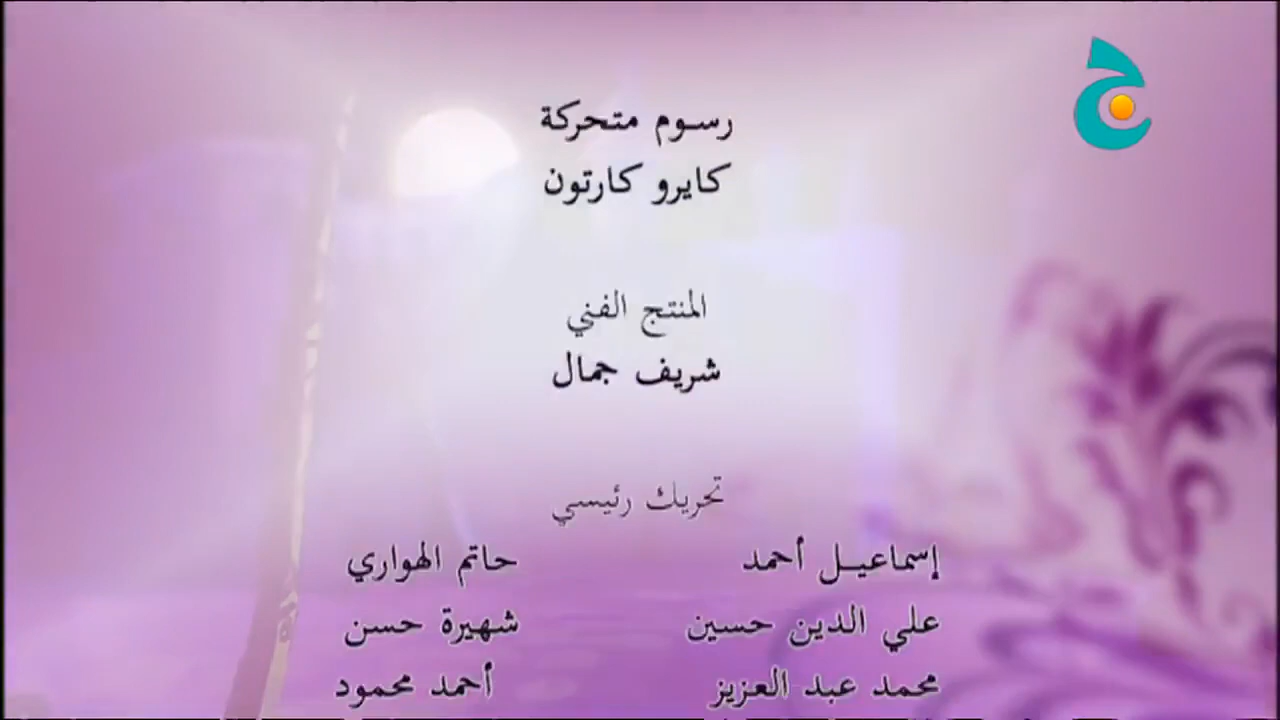 رسوم متحركة
كايرو كارتون
المنتج الفني
شريف جمال
تحريك رئيسي
إسماعيل أحمد حاتم الهواري
علي الدين حسين شهيرة حسن
محمد عبد العزيز أحمد محمود